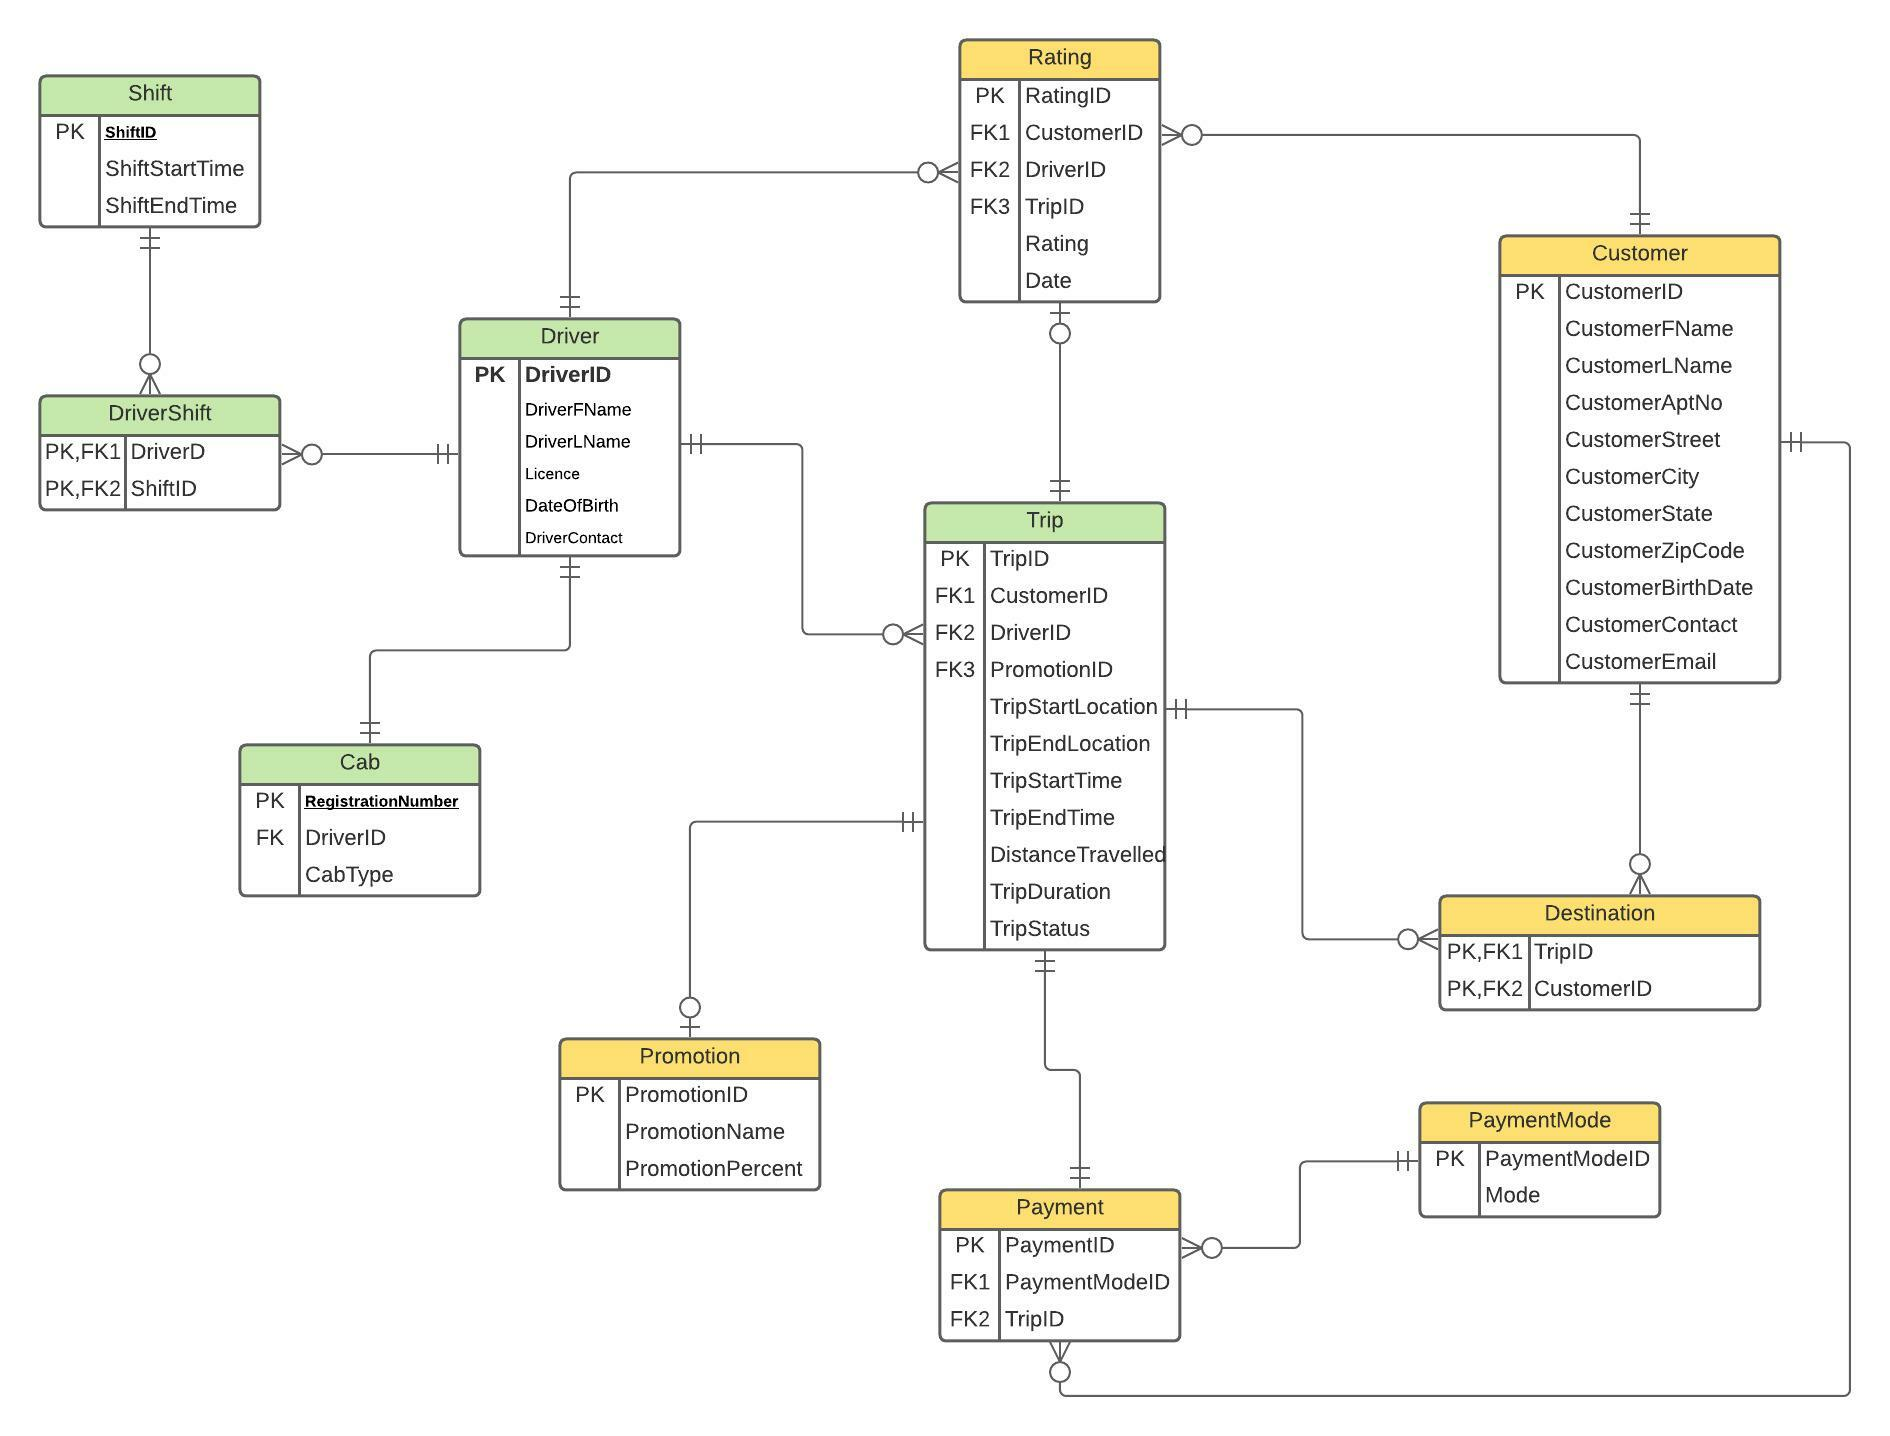 Shift
PK ShiftID
ShiftStartTime
ShiftEndTime
DriverShift
PK,FK1 DriverD
PK,FK2 ShiftID
Driver
PK DriverID
DriverFName
DriverLName
Licence
DateOfBirth
DriverContact
Cab
PK RegistrationNumber
FK DriverID
CabType
Rating
PK RatingID
FK1 CustomerID
FK2 DriverID
FK3 TripID
Rating
Date
Trip
PK TripID
FK1 CustomerID
FK2 DriverID
FK3 PromotionID
TripStartLocation
TripEndLocation
TripStartTime
TripEndTime
DistanceTravelled
TripDuration
TripStatus
Customer
PK CustomerID
CustomerFName
CustomerLName
CustomerAptNo
CustomerStreet
CustomerCity
CustomerState
CustomerZipCode
CustomerBirthDate
CustomerContact
CustomerEmail
Destination
PK,FK1 TripID
PK,FK2 CustomerID
Promotion
PK PromotionID
PromotionName
PromotionPercent
PaymentMode
PK PaymentModeID
Mode
Payment
PK PaymentID
FK1 PaymentModeID
FK2 TripID